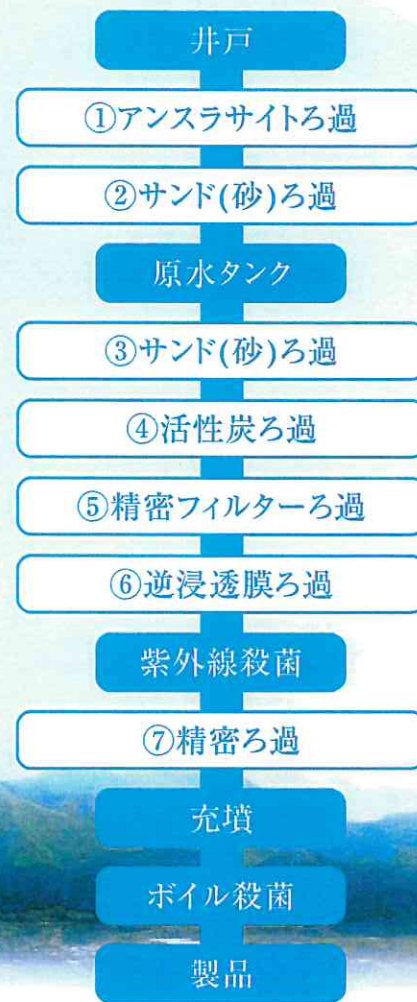 井戸
①アンスラサイトろ過
②サンド(砂)ろ過
原水タンク
③サンド(砂)ろ過
④活性炭ろ過
⑤精密フィルターろ過
⑥逆浸透膜ろ過
紫外線殺菌
⑦精密ろ過
充墳
ボイル殺菌
製品